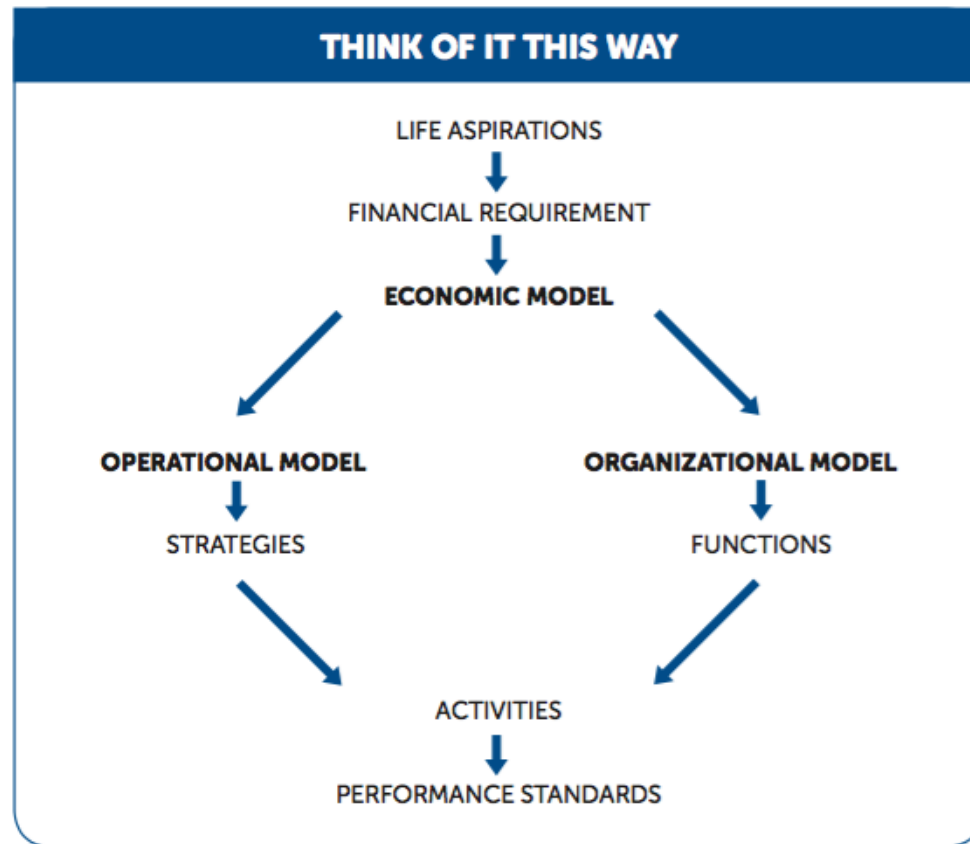 THINK OF IT THIS WAY
LIFE ASPIRATIONS
FINANCIAL REQUIREMENT
ECONOMIC MODEL
OPERATIONAL MODEL
ORGANIZATIONAL MODEL
STRATEGIES
FUNCTIONS
ACTIVITIES
PERFORMANCE STANDARDS